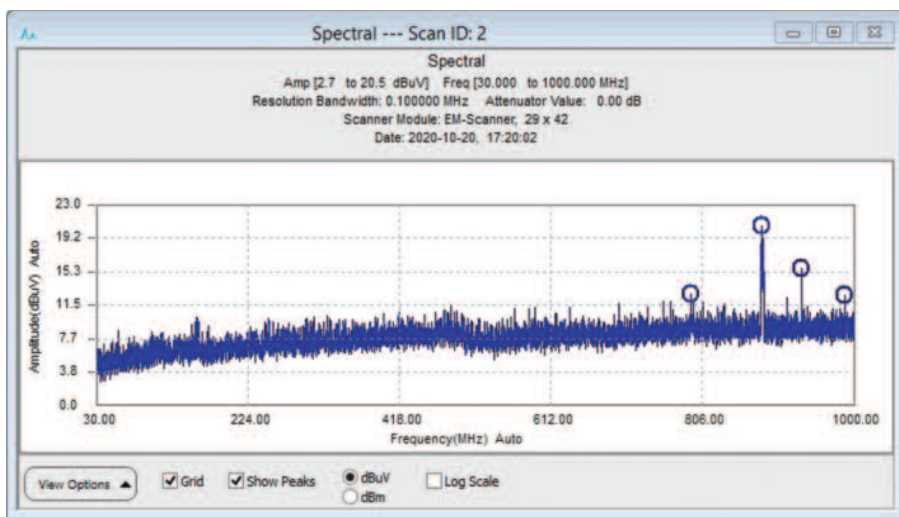 Spectral --- Scan ID: 2
Spectral
Amp [2.7 to 20.5 dBuV] Freq [30.000 to 1000.000 MHz]
Resolution Bandwidth: 0.100000 MHz Attenuator Value: 0.00 dB
Scanner Module: EM-Scanner, 29 x 42
Date: 2020-10-20, 17:20:02
Amplitude(dBuV) Auto
23.0
19.2
15.3
11.5
7.7
3.8
0.0
30.00 224.00 418.00 612.00 806.00 1000.00
Frequency(MHz) Auto
View Options Grid Show Peaks dBuV Log Scale
dBm